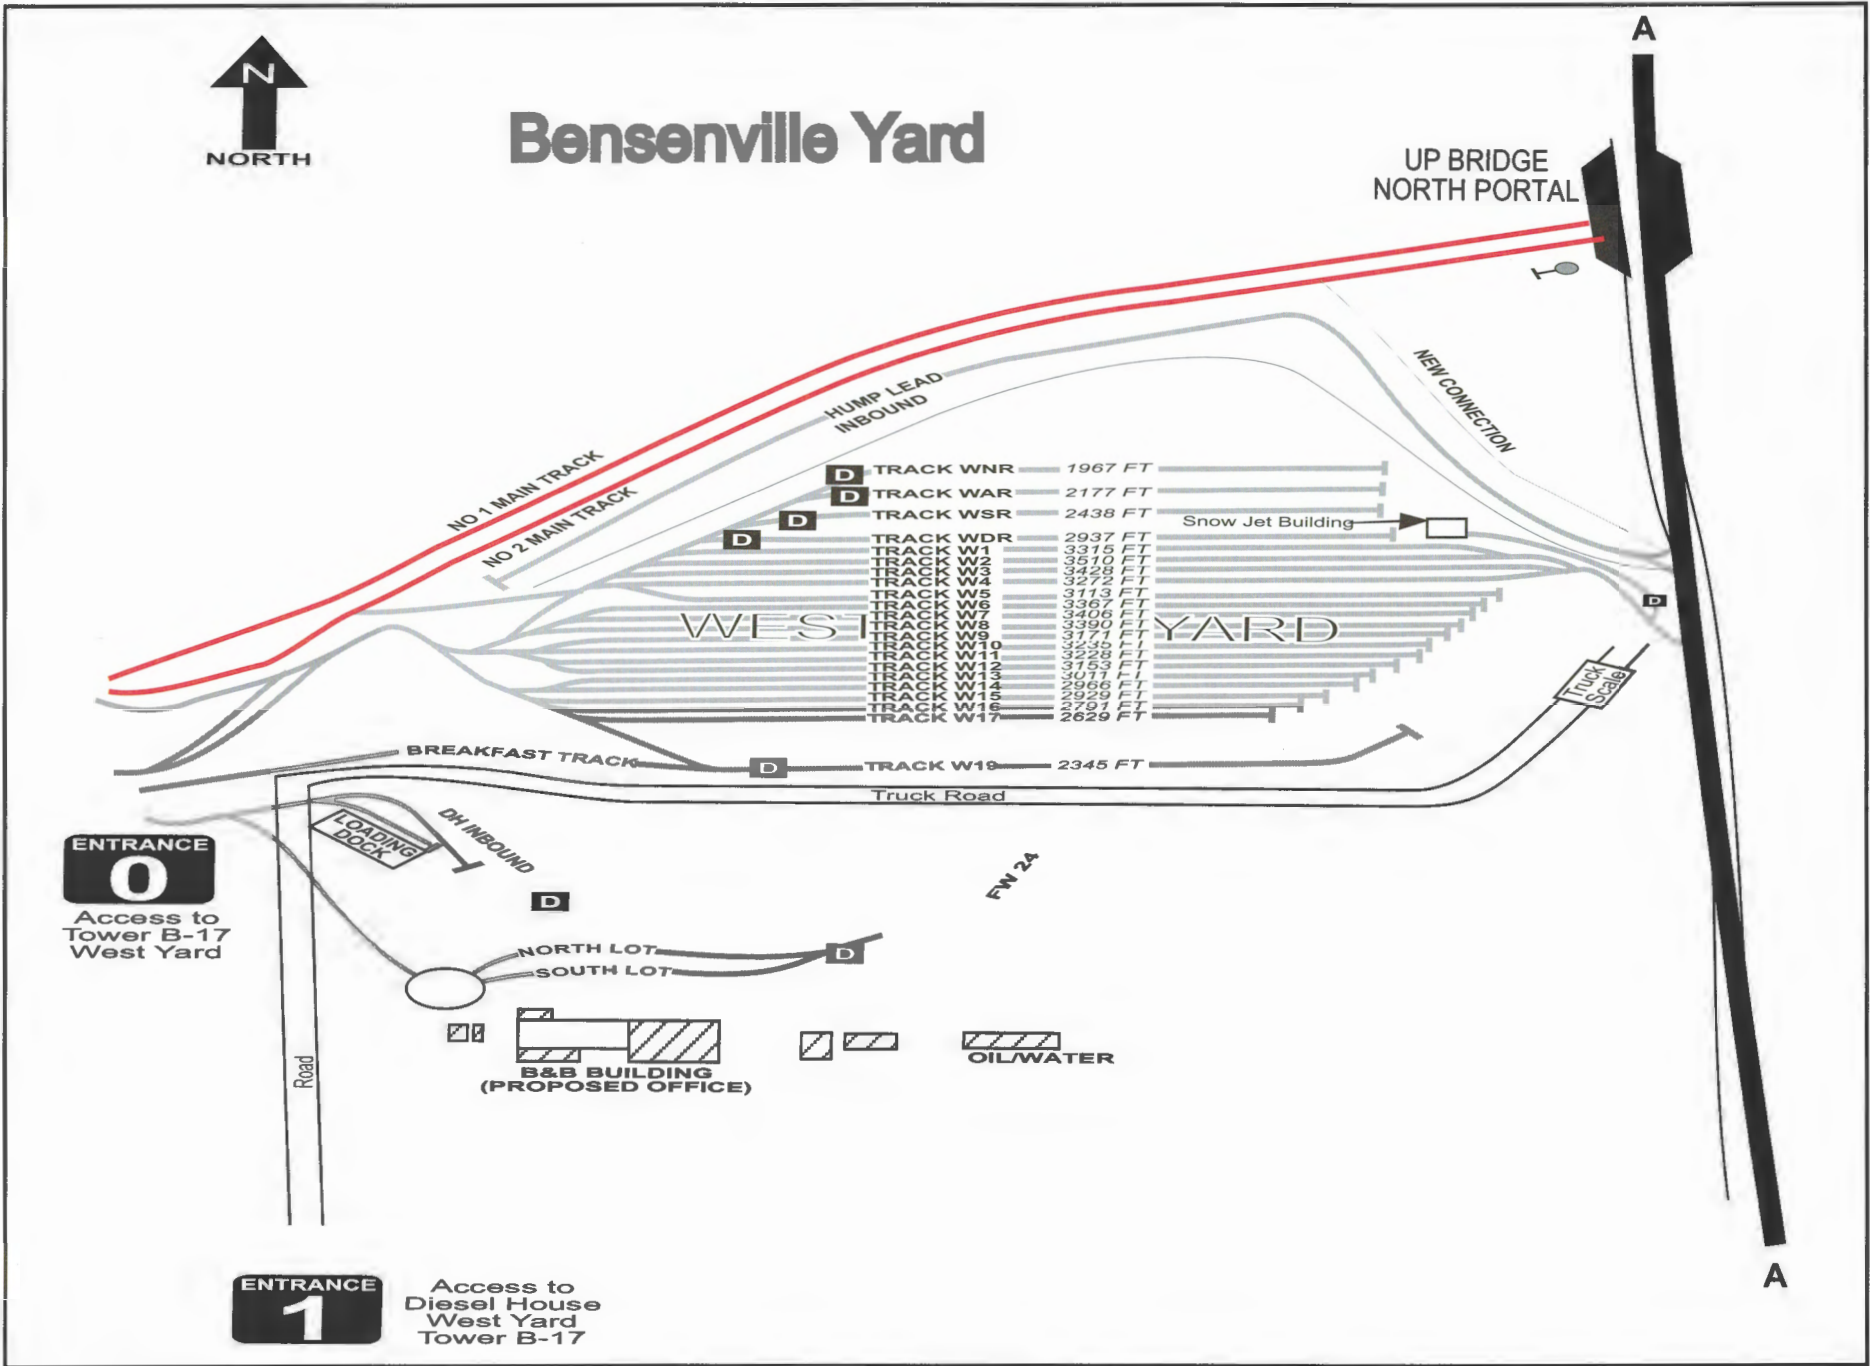 A
N
NORTH
Bensenville Yard
UP BRIDGE
NORTH PORTAL
HUMP LEAD
INBOUND
NEW CONNECTION
NO 1 MAIN TRACK
NO 2 MAIN TRACK
D TRACK WNR 1967 FT
D TRACK WAR 2177 FT
D TRACK WSR 2438 FT
Snow Jet Building
D TRACK WDR 2937 FT
TRACK W1 3315 FT
TRACK W2 3510 FT
TRACK W3 3428 FT
TRACK W4 3272 FT
TRACK W5 3113 FT
TRACK W6 3367 FT
TRACK W7 3406 FT
TRACK W8 3390 FT
TRACK W9 3171 FT
TRACK W10 3235 FT
TRACK W11 3228 FT
TRACK W12 3153 FT
TRACK W13 3011 FT
TRACK W14 2966 FT
TRACK W15 2929 FT
TRACK W16 2791 FT
TRACK W17 2629 FT
WEST YARD
D
Truck
Scale
BREAKFAST TRACK
D TRACK W19 2345 FT
Truck Road
LOADING
DOCK
DH INBOUND
ENTRANCE
0
Access to
Tower B-17
West Yard
D
FW 24
NORTH LOT
D
SOUTH LOT
Road
B&B BUILDING
(PROPOSED OFFICE)
OIL/WATER
ENTRANCE
1
Access to
Diesel House
West Yard
Tower B-17
A